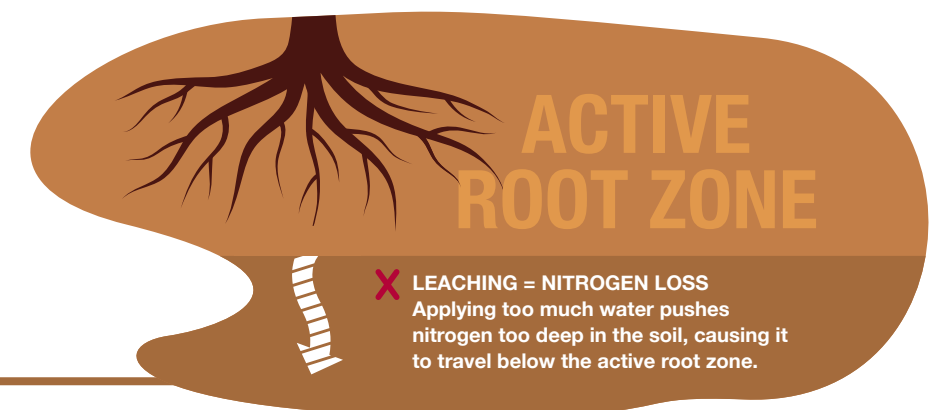 ACTIVE
ROOT ZONE
X LEACHING = NITROGEN LOSS
Applying too much water pushes
nitrogen too deep in the soil, causing it
to travel below the active root zone.